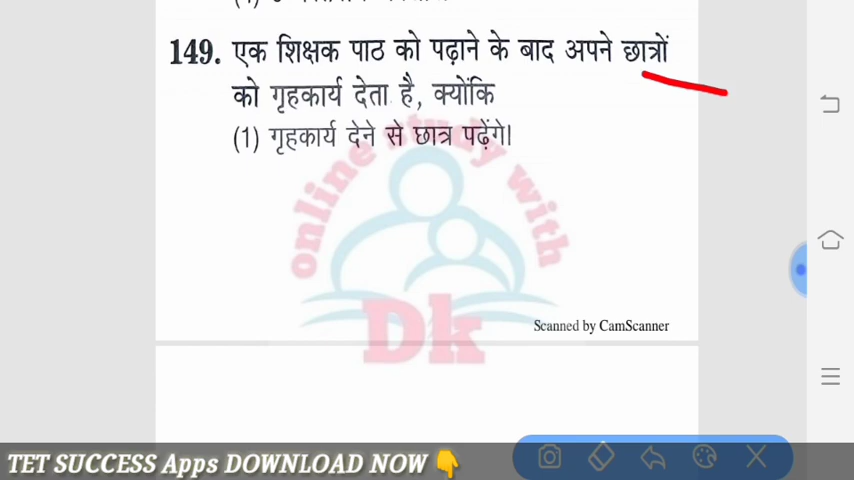 149. एक शिक्षक पाठ को पढ़ाने के बाद अपने छात्रों
को गृहकार्य देता है, क्योंकि
(1) गृहकार्य देने से छात्र पढ़ेंगे।
online study with
Dk
Scanned by CamScanner
TET SUCCESS Apps DOWNLOAD NOW 👇